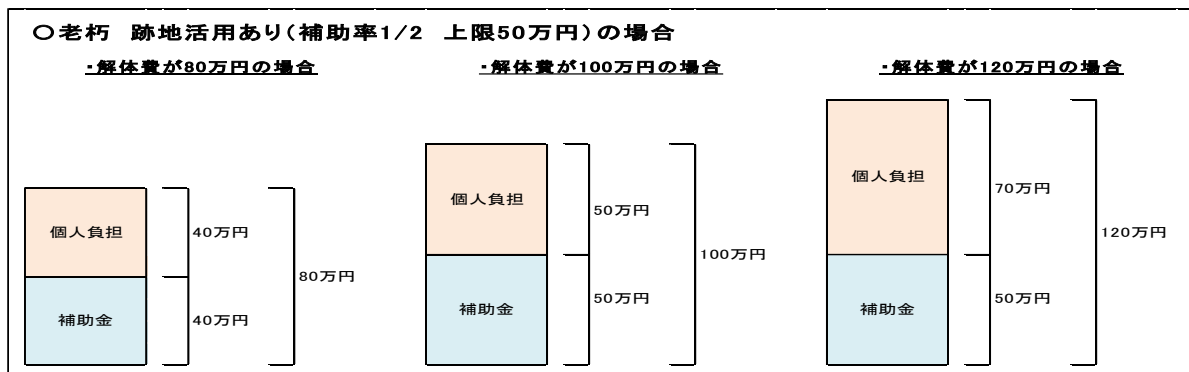 〇老朽 跡地活用あり(補助率1/2 上限50万円)の場合
・解体費が80万円の場合
個人負担
補助金
40万円
40万円
80万円
・解体費が100万円の場合
個人負担
補助金
50万円
50万円
100万円
・解体費が120万円の場合
個人負担
補助金
70万円
50万円
120万円